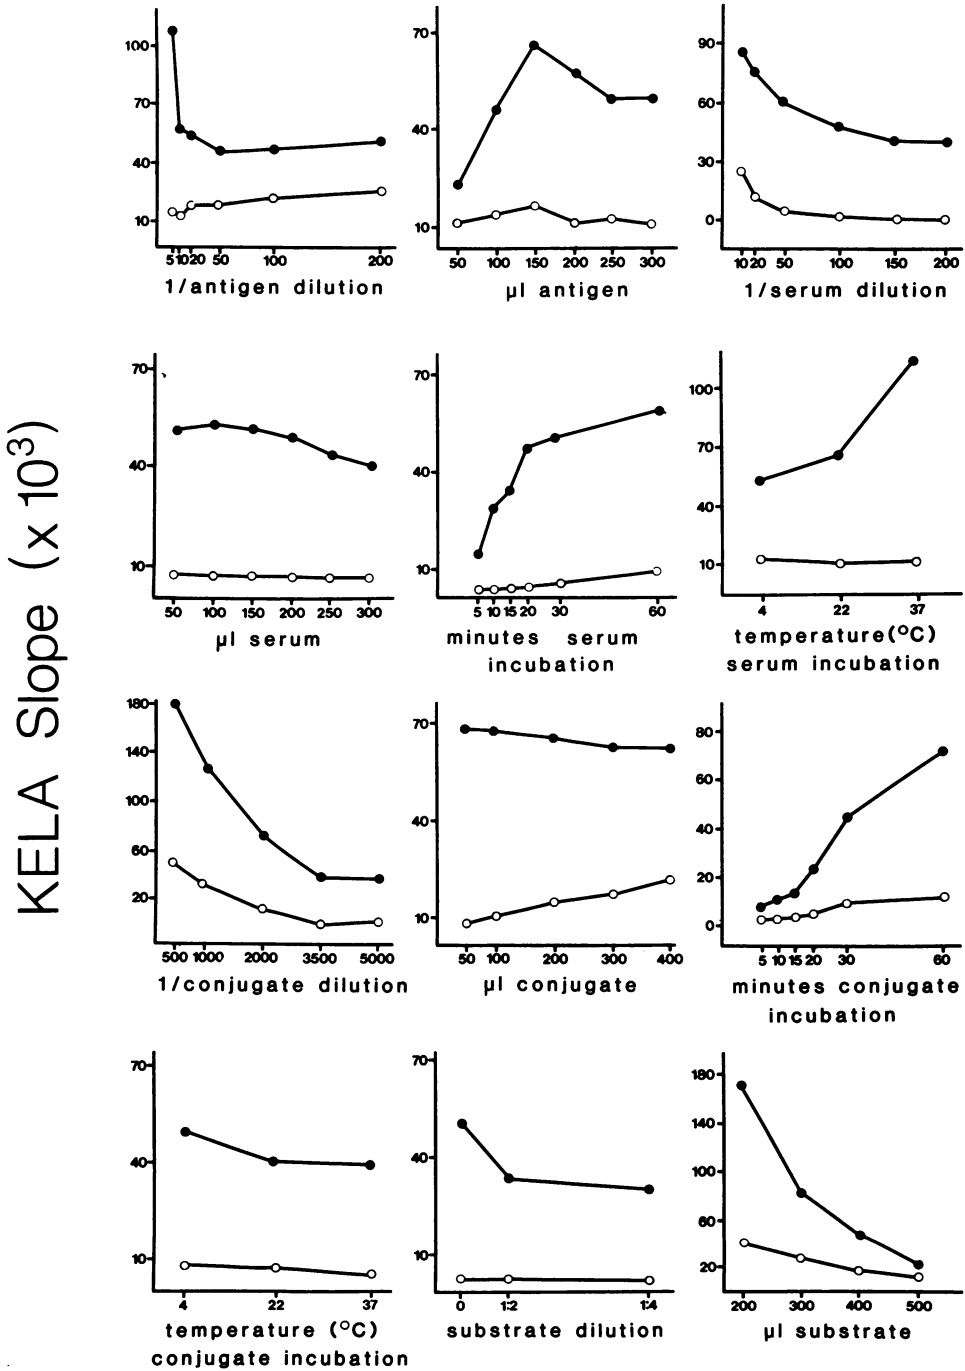 KELA Slope (x 10³)
100
70
40
10
5 10 20 50 100 200
1/antigen dilution
70
40
10
50 100 150 200 250 300
µl antigen
90
60
30
0
10 20 50 100 150 200
1/serum dilution
70
40
10
50 100 150 200 250 300
µl serum
70
40
10
5 10 15 20 30 60
minutes serum
incubation
100
70
40
10
4 22 37
temperature(°C)
serum incubation
180
140
100
60
20
500 1000 2000 3500 5000
1/conjugate dilution
70
40
10
50 100 200 300 400
µl conjugate
80
60
40
20
0
5 10 15 20 30 60
minutes conjugate
incubation
70
40
10
4 22 37
temperature (°C)
conjugate incubation
70
40
10
0 1:2 1:4
substrate dilution
180
140
100
60
20
200 300 400 500
µl substrate